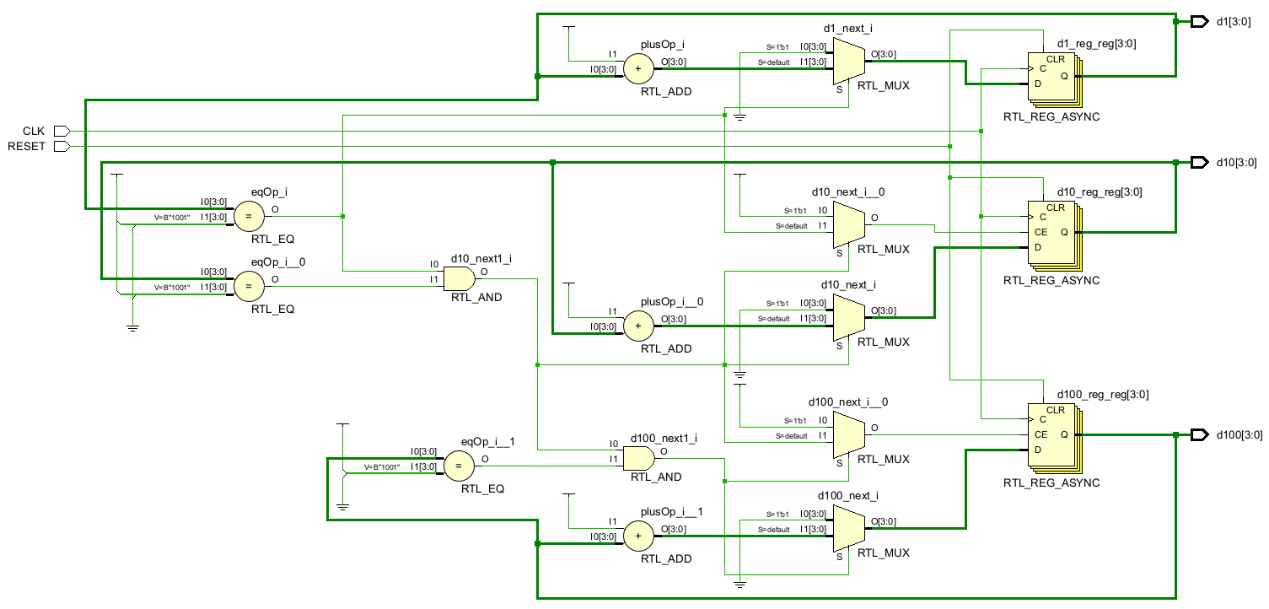 d1[3:0]
d1_next_i
plusOp_i
d1_reg_reg[3:0]
S=1'b1 I0[3:0]
I1
O[3:0]
CLR
O[3:0]
S=default I1[3:0]
C
I0[3:0]
+
Q
D
S
RTL_MUX
RTL_ADD
RTL_REG_ASYNC
CLK
RESET
d10[3:0]
eqOp_i
d10_next_i__0
d10_reg_reg[3:0]
I0[3:0]
O
S=1'b1 I0
CLR
V=B"1001" I1[3:0]
=
O
C
S=default I1
CE Q
RTL_EQ
S
RTL_MUX
D
eqOp_i__0
d10_next1_i
I0[3:0]
I0
O
RTL_REG_ASYNC
V=B"1001" I1[3:0]
=
O
I1
d10_next_i
RTL_AND
plusOp_i__0
S=1'b1 I0[3:0]
RTL_EQ
I1
O[3:0]
O[3:0]
S=default I1[3:0]
I0[3:0]
+
S
RTL_MUX
RTL_ADD
d100_reg_reg[3:0]
d100_next_i__0
CLR
S=1'b1 I0
C
O
d100[3:0]
eqOp_i__1
d100_next1_i
S=default I1
CE Q
I0[3:0]
O
I0
O
D
V=B"1001" I1[3:0]
=
I1
S
RTL_MUX
RTL_EQ
RTL_AND
RTL_REG_ASYNC
d100_next_i
plusOp_i__1
S=1'b1 I0[3:0]
I1
O[3:0]
O[3:0]
S=default I1[3:0]
I0[3:0]
+
S
RTL_MUX
RTL_ADD